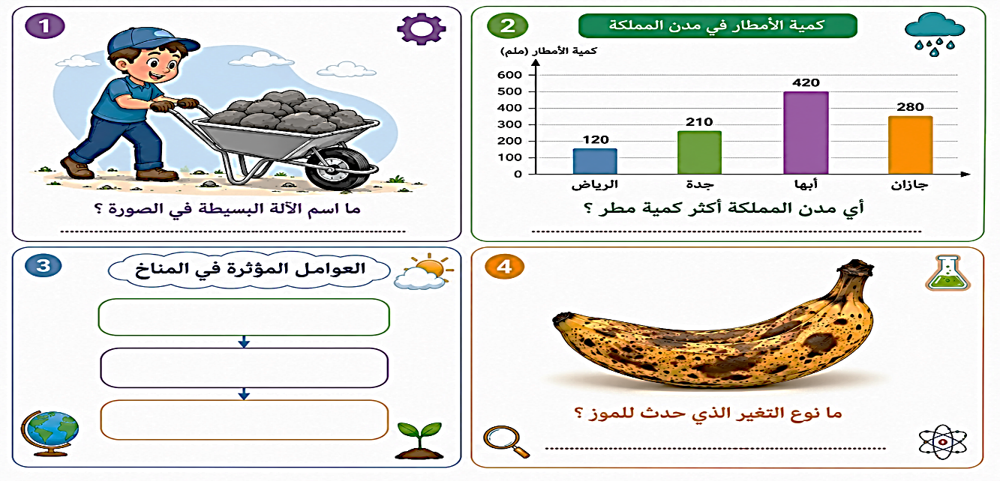 1
ما اسم الآلة البسيطة في الصورة ؟
2
كمية الأمطار في مدن المملكة
كمية الأمطار (ملم)
600
500
400
300
200
100
0
120
210
420
280
الرياض
جدة
أبها
جازان
أي مدن المملكة أكثر كمية مطر ؟
3
العوامل المؤثرة في المناخ
4
ما نوع التغير الذي حدث للموز ؟